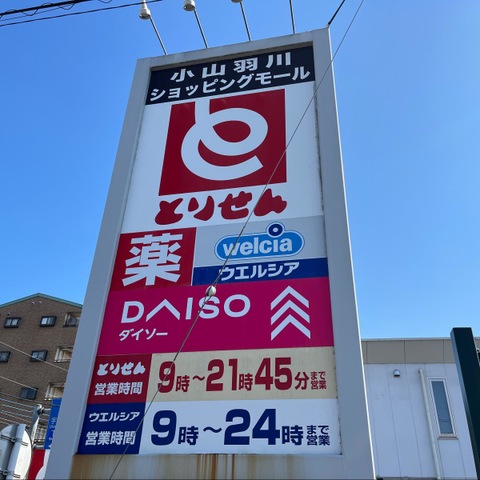 小山羽川
ショッピングモール
と
とりせん
薬
welcia
ウエルシア
DAISO
ダイソー
とりせん
営業時間
9時～21時45分まで営業
ウエルシア
営業時間
9時～24時まで営業